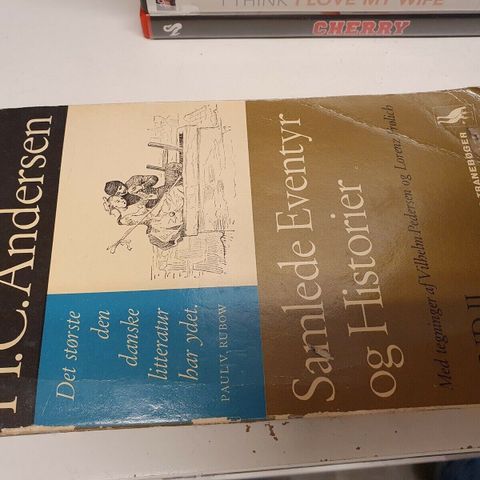 I THINK I LOVE MY WIFE
CHERRY
H.C. Andersen
Det største
den
danske
litteratur
har ydet.
PAUL V. RUBOW
Samlede Eventyr
og Historier
Med tegninger af Vilhelm Pedersen og Lorenz Frølich
TRANEBØGER